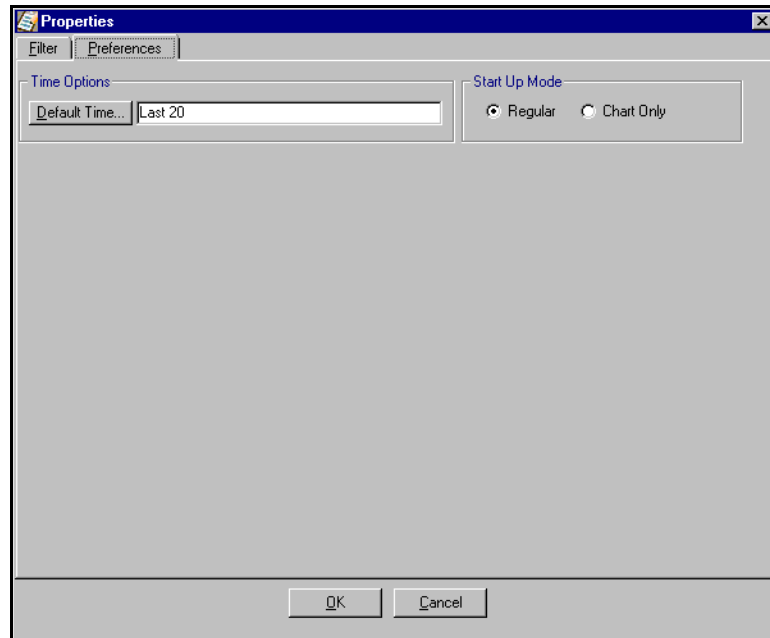 Properties
Filter Preferences
Time Options Start Up Mode
Default Time... Last 20 Regular Chart Only
OK Cancel